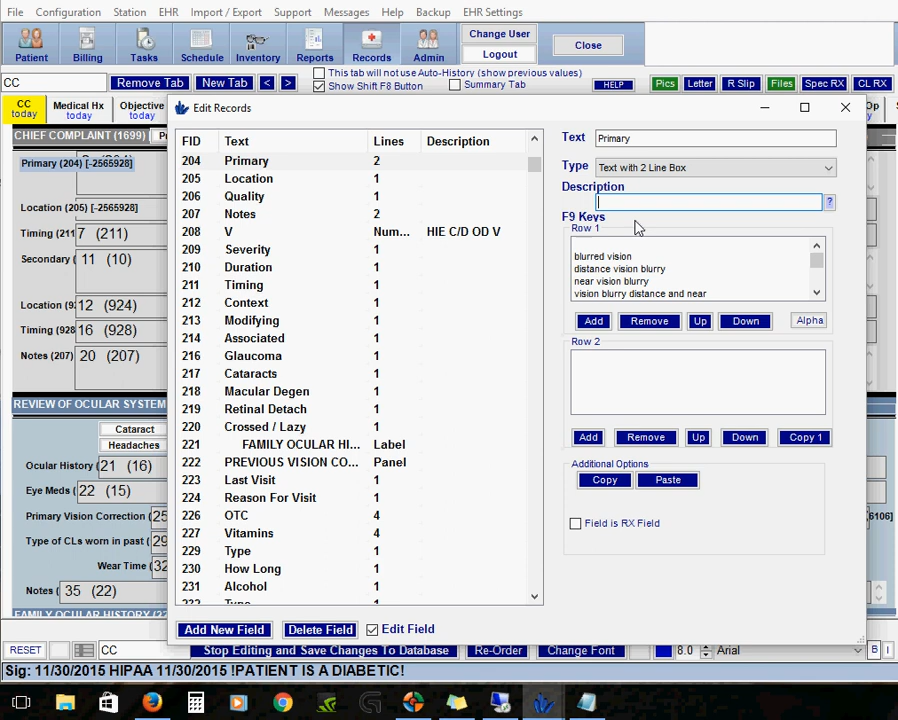 File Configuration Station EHR Import / Export Support Messages Help Backup EHR Settings
Patient Billing Tasks Schedule Inventory Reports Records Admin
Change User
Logout
Close
CC
Remove Tab New Tab < >
This tab will not use Auto-History (show previous values)
Show Shift F8 Button Summary Tab
HELP
Pics Letter R Slip Files Spec RX CL RX
CC
today
Medical Hx
today
Objective
today
CHIEF COMPLAINT (1699)
Primary (204) [-2565928]
Location (205) [-2565928]
Timing (211) 7 (211)
Secondary ( 11 (10)
12 (924)
Timing (928 16 (928)
Notes (207) 20 (207)
REVIEW OF OCULAR SYSTEM
Cataract
Headaches
Ocular History ( 21 (16)
Eye Meds ( 22 (15)
Primary Vision Correction ( 25
Type of CLs worn in past ( 29
Wear Time ( 32
Notes ( 35 (22)
Edit Records
FID Text Lines Description
204 Primary 2
205 Location 1
206 Quality 1
207 Notes 2
208 V Num... HIE C/D OD V
209 Severity 1
210 Duration 1
211 Timing 1
212 Context 1
213 Modifying 1
214 Associated 1
216 Glaucoma 1
217 Cataracts 1
218 Macular Degen 1
219 Retinal Detach 1
220 Crossed / Lazy 1
221 FAMILY OCULAR HI... Label
222 PREVIOUS VISION CO... Panel
223 Last Visit 1
224 Reason For Visit 1
226 OTC 4
227 Vitamins 4
229 Type 1
230 How Long 1
231 Alcohol 1
Add New Field Delete Field Edit Field
Text Primary
Type Text with 2 Line Box
Description
?
F9 Keys
Row 1
blurred vision
distance vision blurry
near vision blurry
vision blurry distance and near
Add Remove Up Down Alpha
Row 2
Add Remove Up Down Copy 1
Additional Options
Copy Paste
Field is RX Field
6106]
RESET CC Stop Editing and Save Changes To Database Re-Order Change Font 8.0 Arial B I
Sig: 11/30/2015 HIPAA 11/30/2015 !PATIENT IS A DIABETIC!